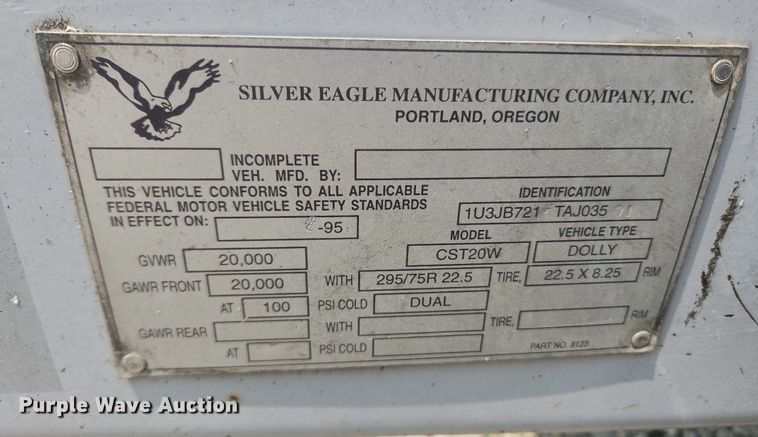 SILVER EAGLE MANUFACTURING COMPANY, INC.
PORTLAND, OREGON
INCOMPLETE
VEH. MFD. BY:
THIS VEHICLE CONFORMS TO ALL APPLICABLE
FEDERAL MOTOR VEHICLE SAFETY STANDARDS
IN EFFECT ON: -95
IDENTIFICATION
1U3JB721 TAJ035
MODEL VEHICLE TYPE
CST20W DOLLY
GVWR 20,000
GAWR FRONT 20,000 WITH 295/75R 22.5 TIRE, 22.5 X 8.25 RIM
AT 100 PSI COLD DUAL
GAWR REAR WITH TIRE, RIM
AT PSI COLD
PART NO. 8123
Purple Wave Auction